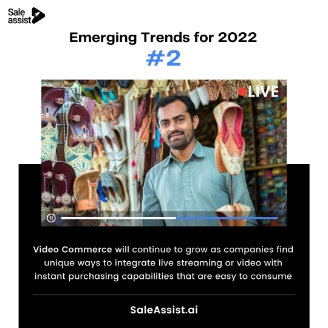 Sale
assist
Emerging Trends for 2022
#2
LIVE
Video Commerce will continue to grow as companies find
unique ways to integrate live streaming or video with
instant purchasing capabilities that are easy to consume
SaleAssist.ai